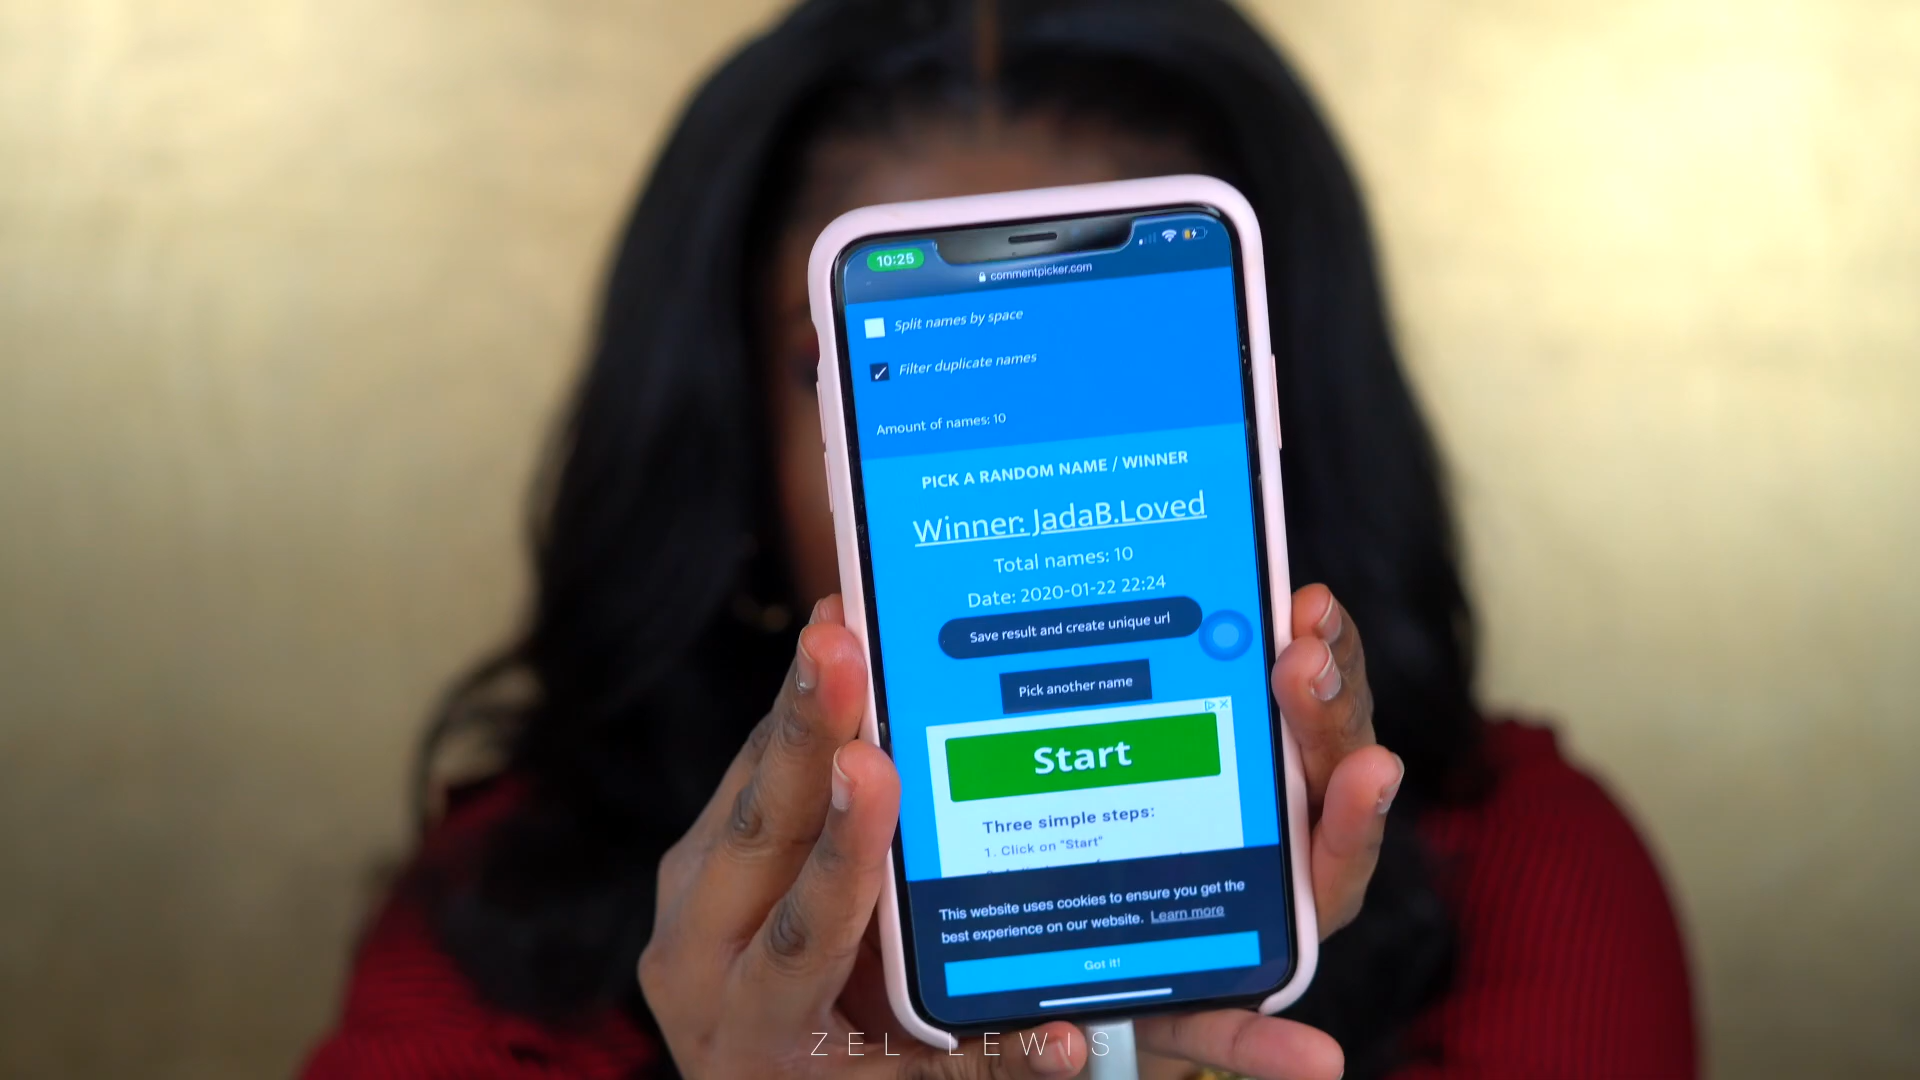 10:25
commentpicker.com
Split names by space
Filter duplicate names
Amount of names: 10
PICK A RANDOM NAME / WINNER
Winner: JadaB.Loved
Total names: 10
Date: 2020-01-22 22:24
Save result and create unique url
Pick another name
Start
Three simple steps:
1. Click on "Start"
This website uses cookies to ensure you get the
best experience on our website. Learn more
Got it!
ZEL LEWIS